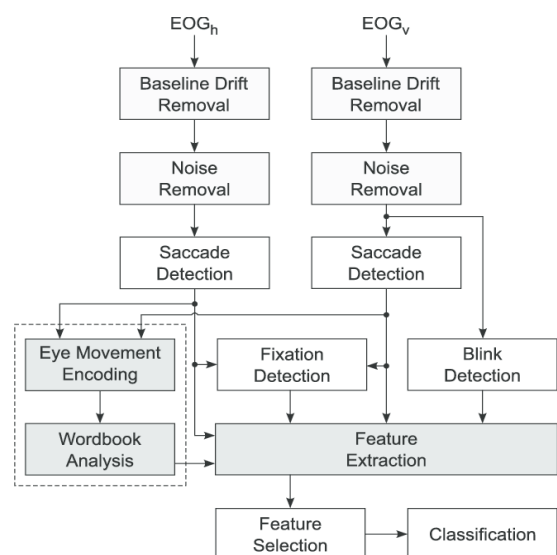 EOGh
EOGv
Baseline Drift
Removal
Baseline Drift
Removal
Noise
Removal
Noise
Removal
Saccade
Detection
Saccade
Detection
Eye Movement
Encoding
Fixation
Detection
Blink
Detection
Wordbook
Analysis
Feature
Extraction
Feature
Selection
Classification